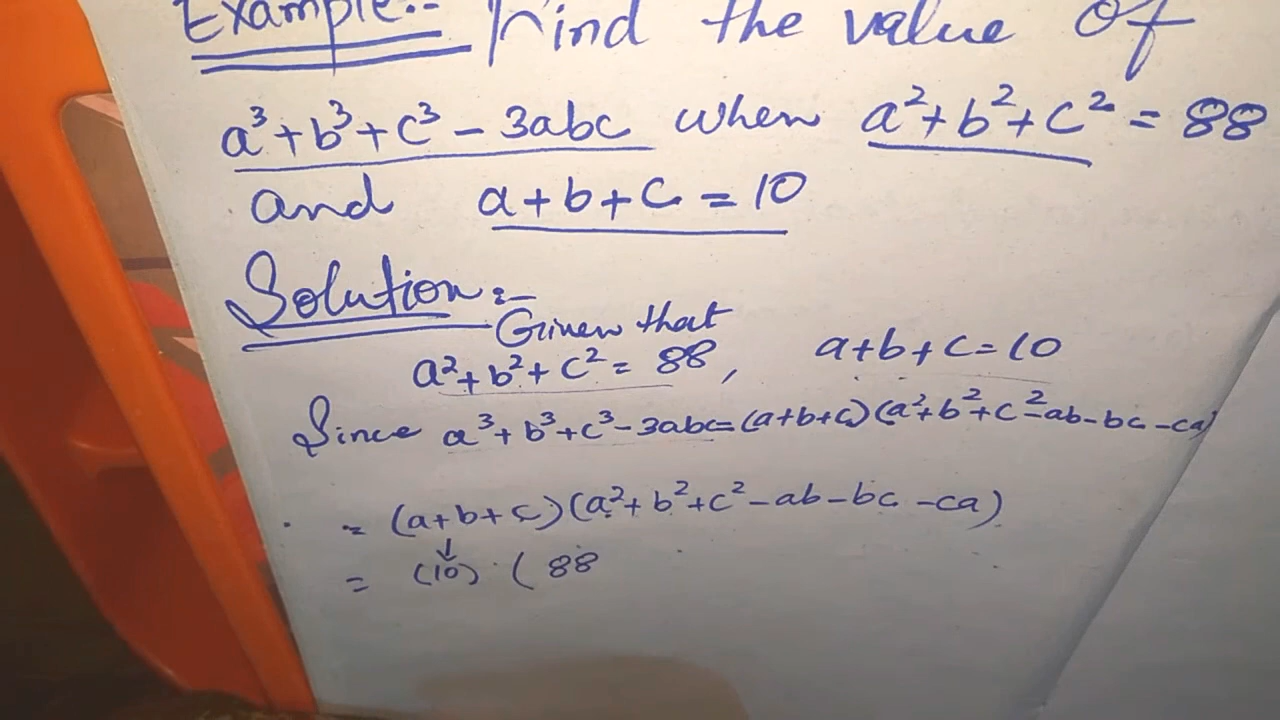 Example:- Find the value of
a³+b³+c³-3abc when a²+b²+c²=88
and a+b+c=10
Solution:-
Given that
a²+b²+c²=88, a+b+c=10
Since a³+b³+c³-3abc=(a+b+c)(a²+b²+c²-ab-bc-ca)
=(a+b+c)(a²+b²+c²-ab-bc-ca)
↓
=(10).(88